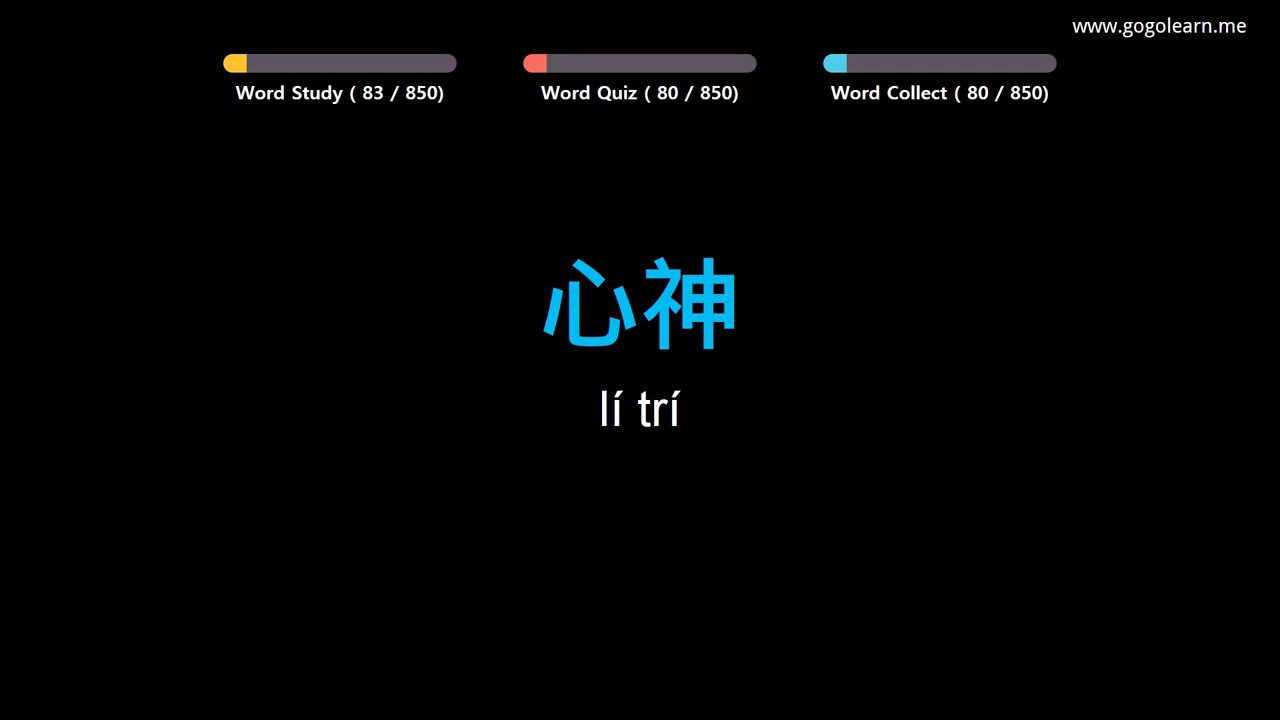 www.gogolearn.me
Word Study ( 83 / 850)
Word Quiz ( 80 / 850)
Word Collect ( 80 / 850)
心神
lí trí